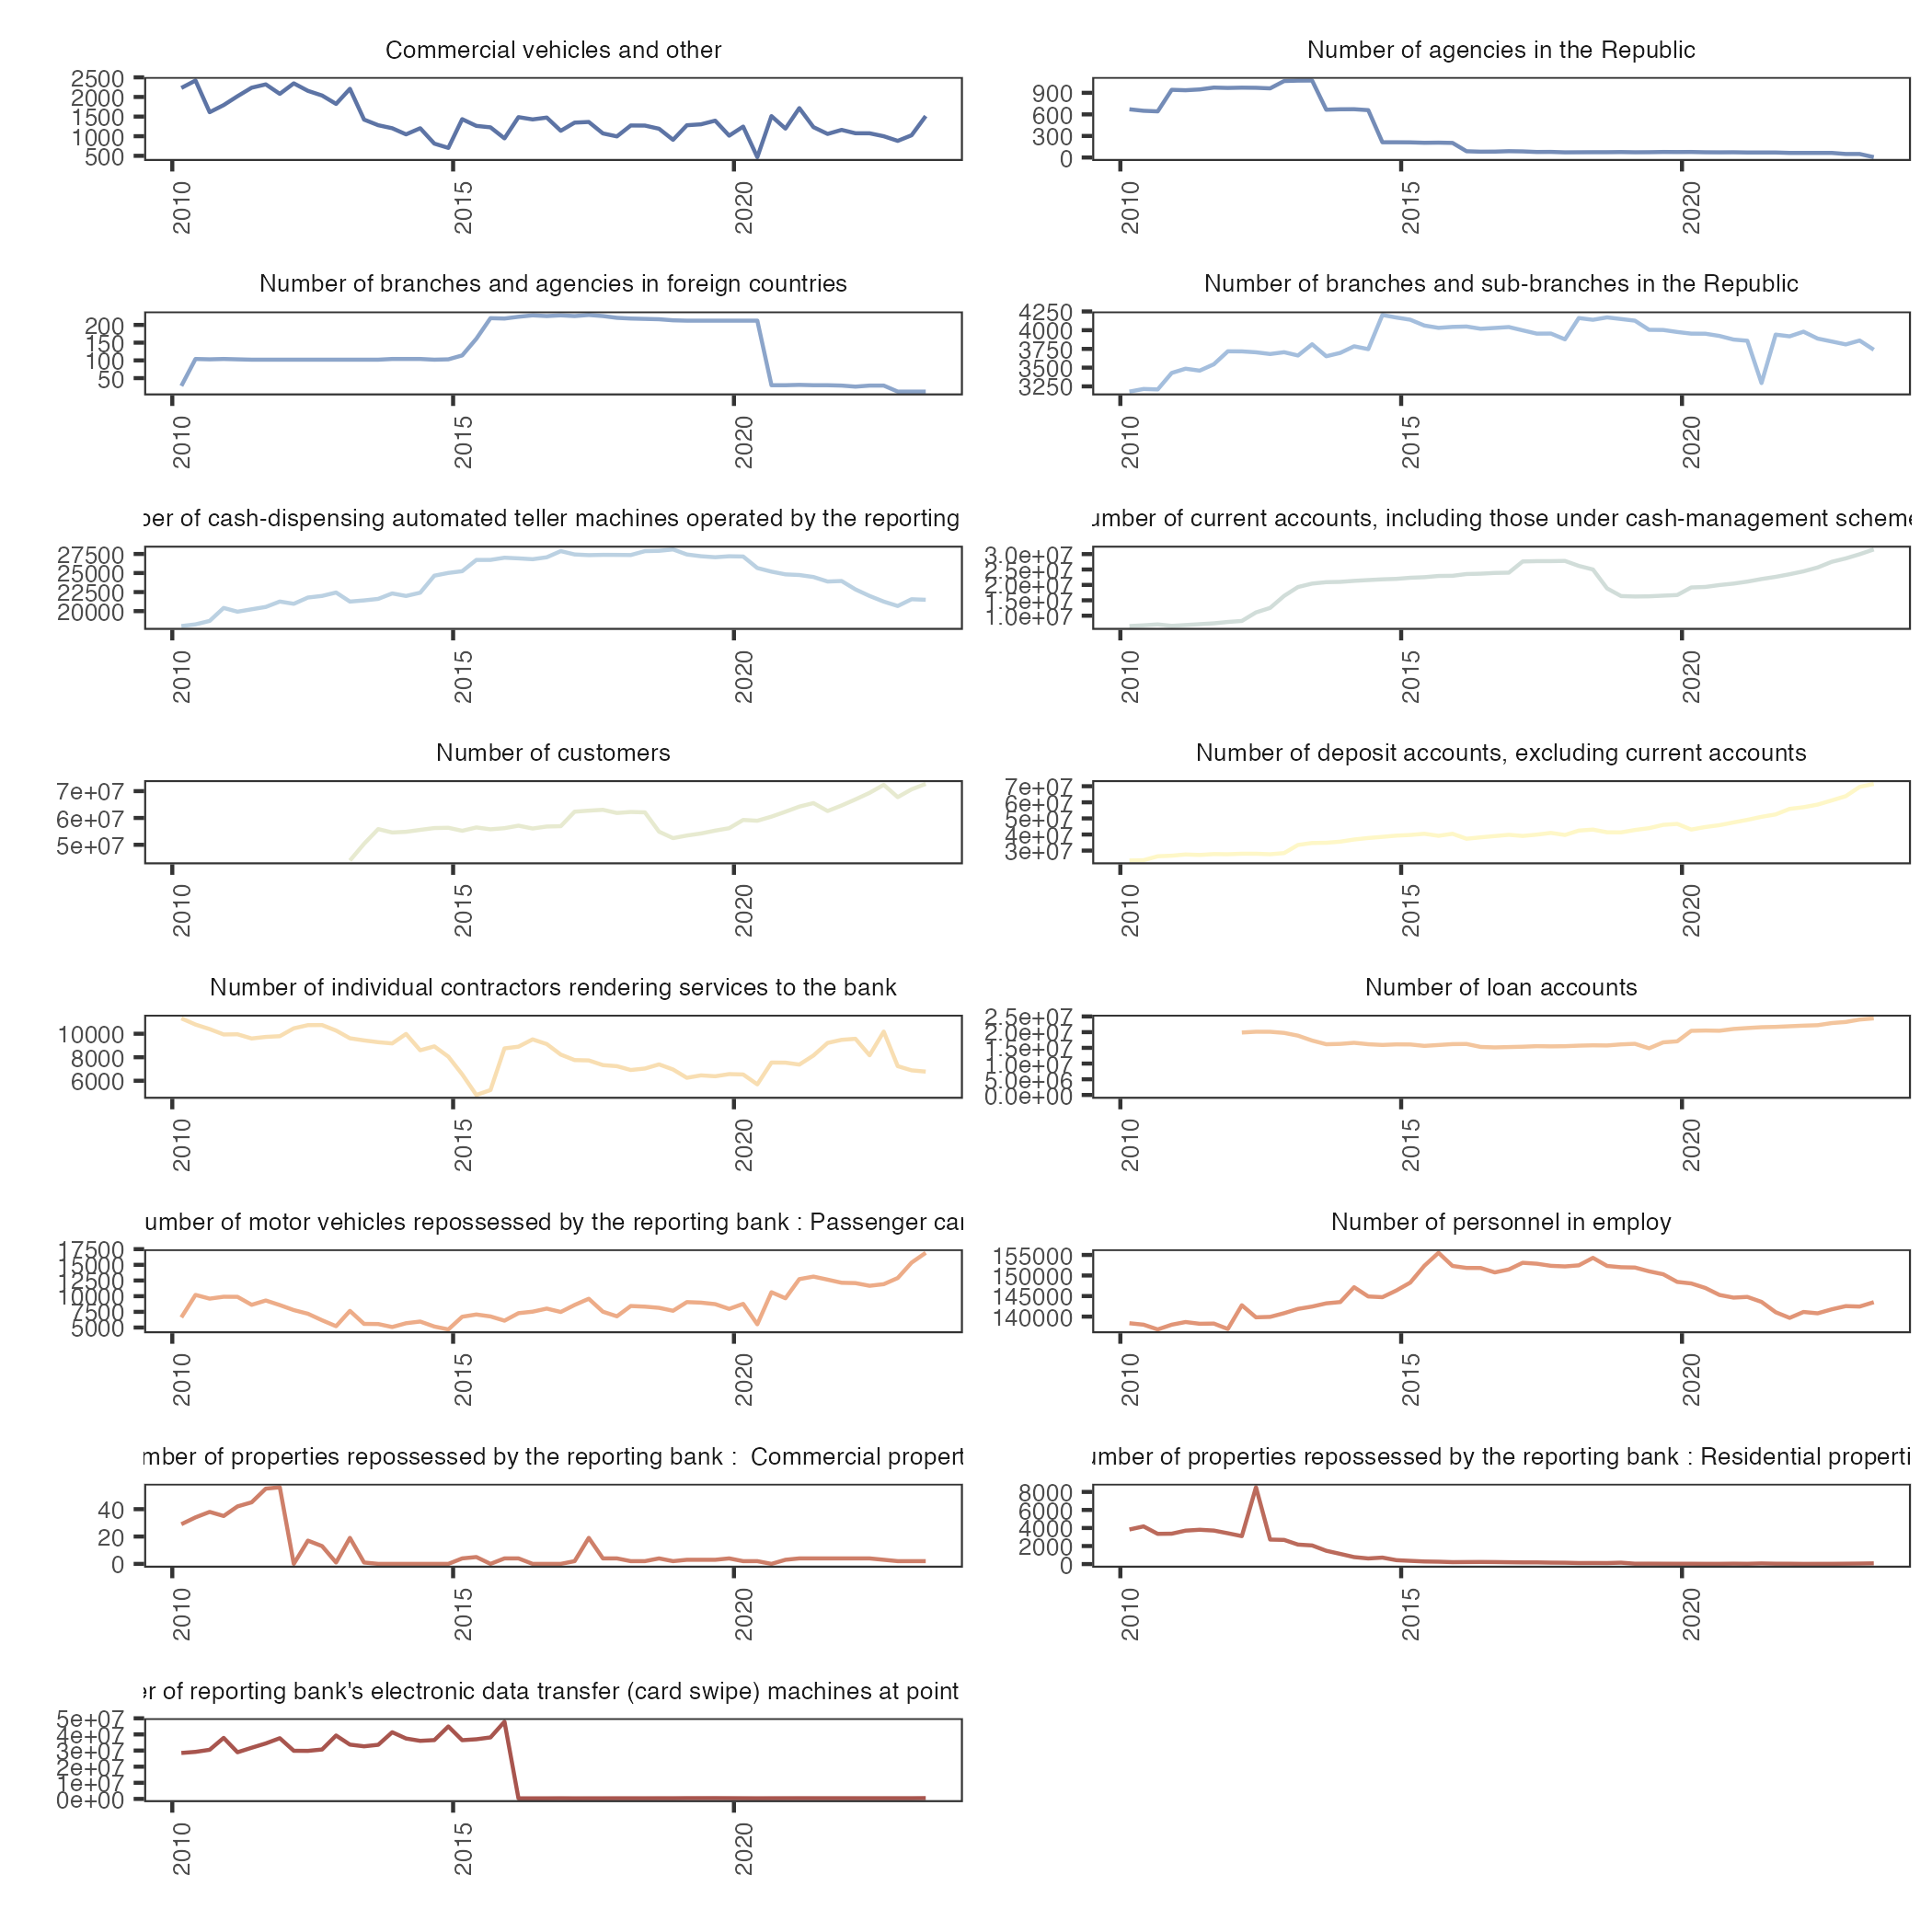 Commercial vehicles and other
2500
2000
1500
1000
500
2010 2015 2020
Number of agencies in the Republic
900
600
300
0
2010 2015 2020
Number of branches and agencies in foreign countries
200
150
100
50
2010 2015 2020
Number of branches and sub-branches in the Republic
4250
4000
3750
3500
3250
2010 2015 2020
ber of cash-dispensing automated teller machines operated by the reporting
27500
25000
22500
20000
2010 2015 2020
umber of current accounts, including those under cash-management scheme
3.0e+07
2.5e+07
2.0e+07
1.5e+07
1.0e+07
2010 2015 2020
Number of customers
7e+07
6e+07
5e+07
2010 2015 2020
Number of deposit accounts, excluding current accounts
7e+07
6e+07
5e+07
4e+07
3e+07
2010 2015 2020
Number of individual contractors rendering services to the bank
10000
8000
6000
2010 2015 2020
Number of loan accounts
2.5e+07
2.0e+07
1.5e+07
1.0e+07
5.0e+06
0.0e+00
2010 2015 2020
umber of motor vehicles repossessed by the reporting bank : Passenger car
17500
15000
12500
10000
7500
5000
2010 2015 2020
Number of personnel in employ
155000
150000
145000
140000
2010 2015 2020
mber of properties repossessed by the reporting bank :  Commercial propert
40
20
0
2010 2015 2020
umber of properties repossessed by the reporting bank : Residential properti
8000
6000
4000
2000
0
2010 2015 2020
er of reporting bank's electronic data transfer (card swipe) machines at point
5e+07
4e+07
3e+07
2e+07
1e+07
0e+00
2010 2015 2020